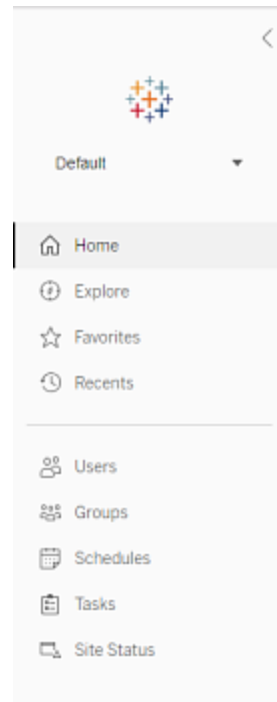 Default
Home
Explore
Favorites
Recents
Users
Groups
Schedules
Tasks
Site Status